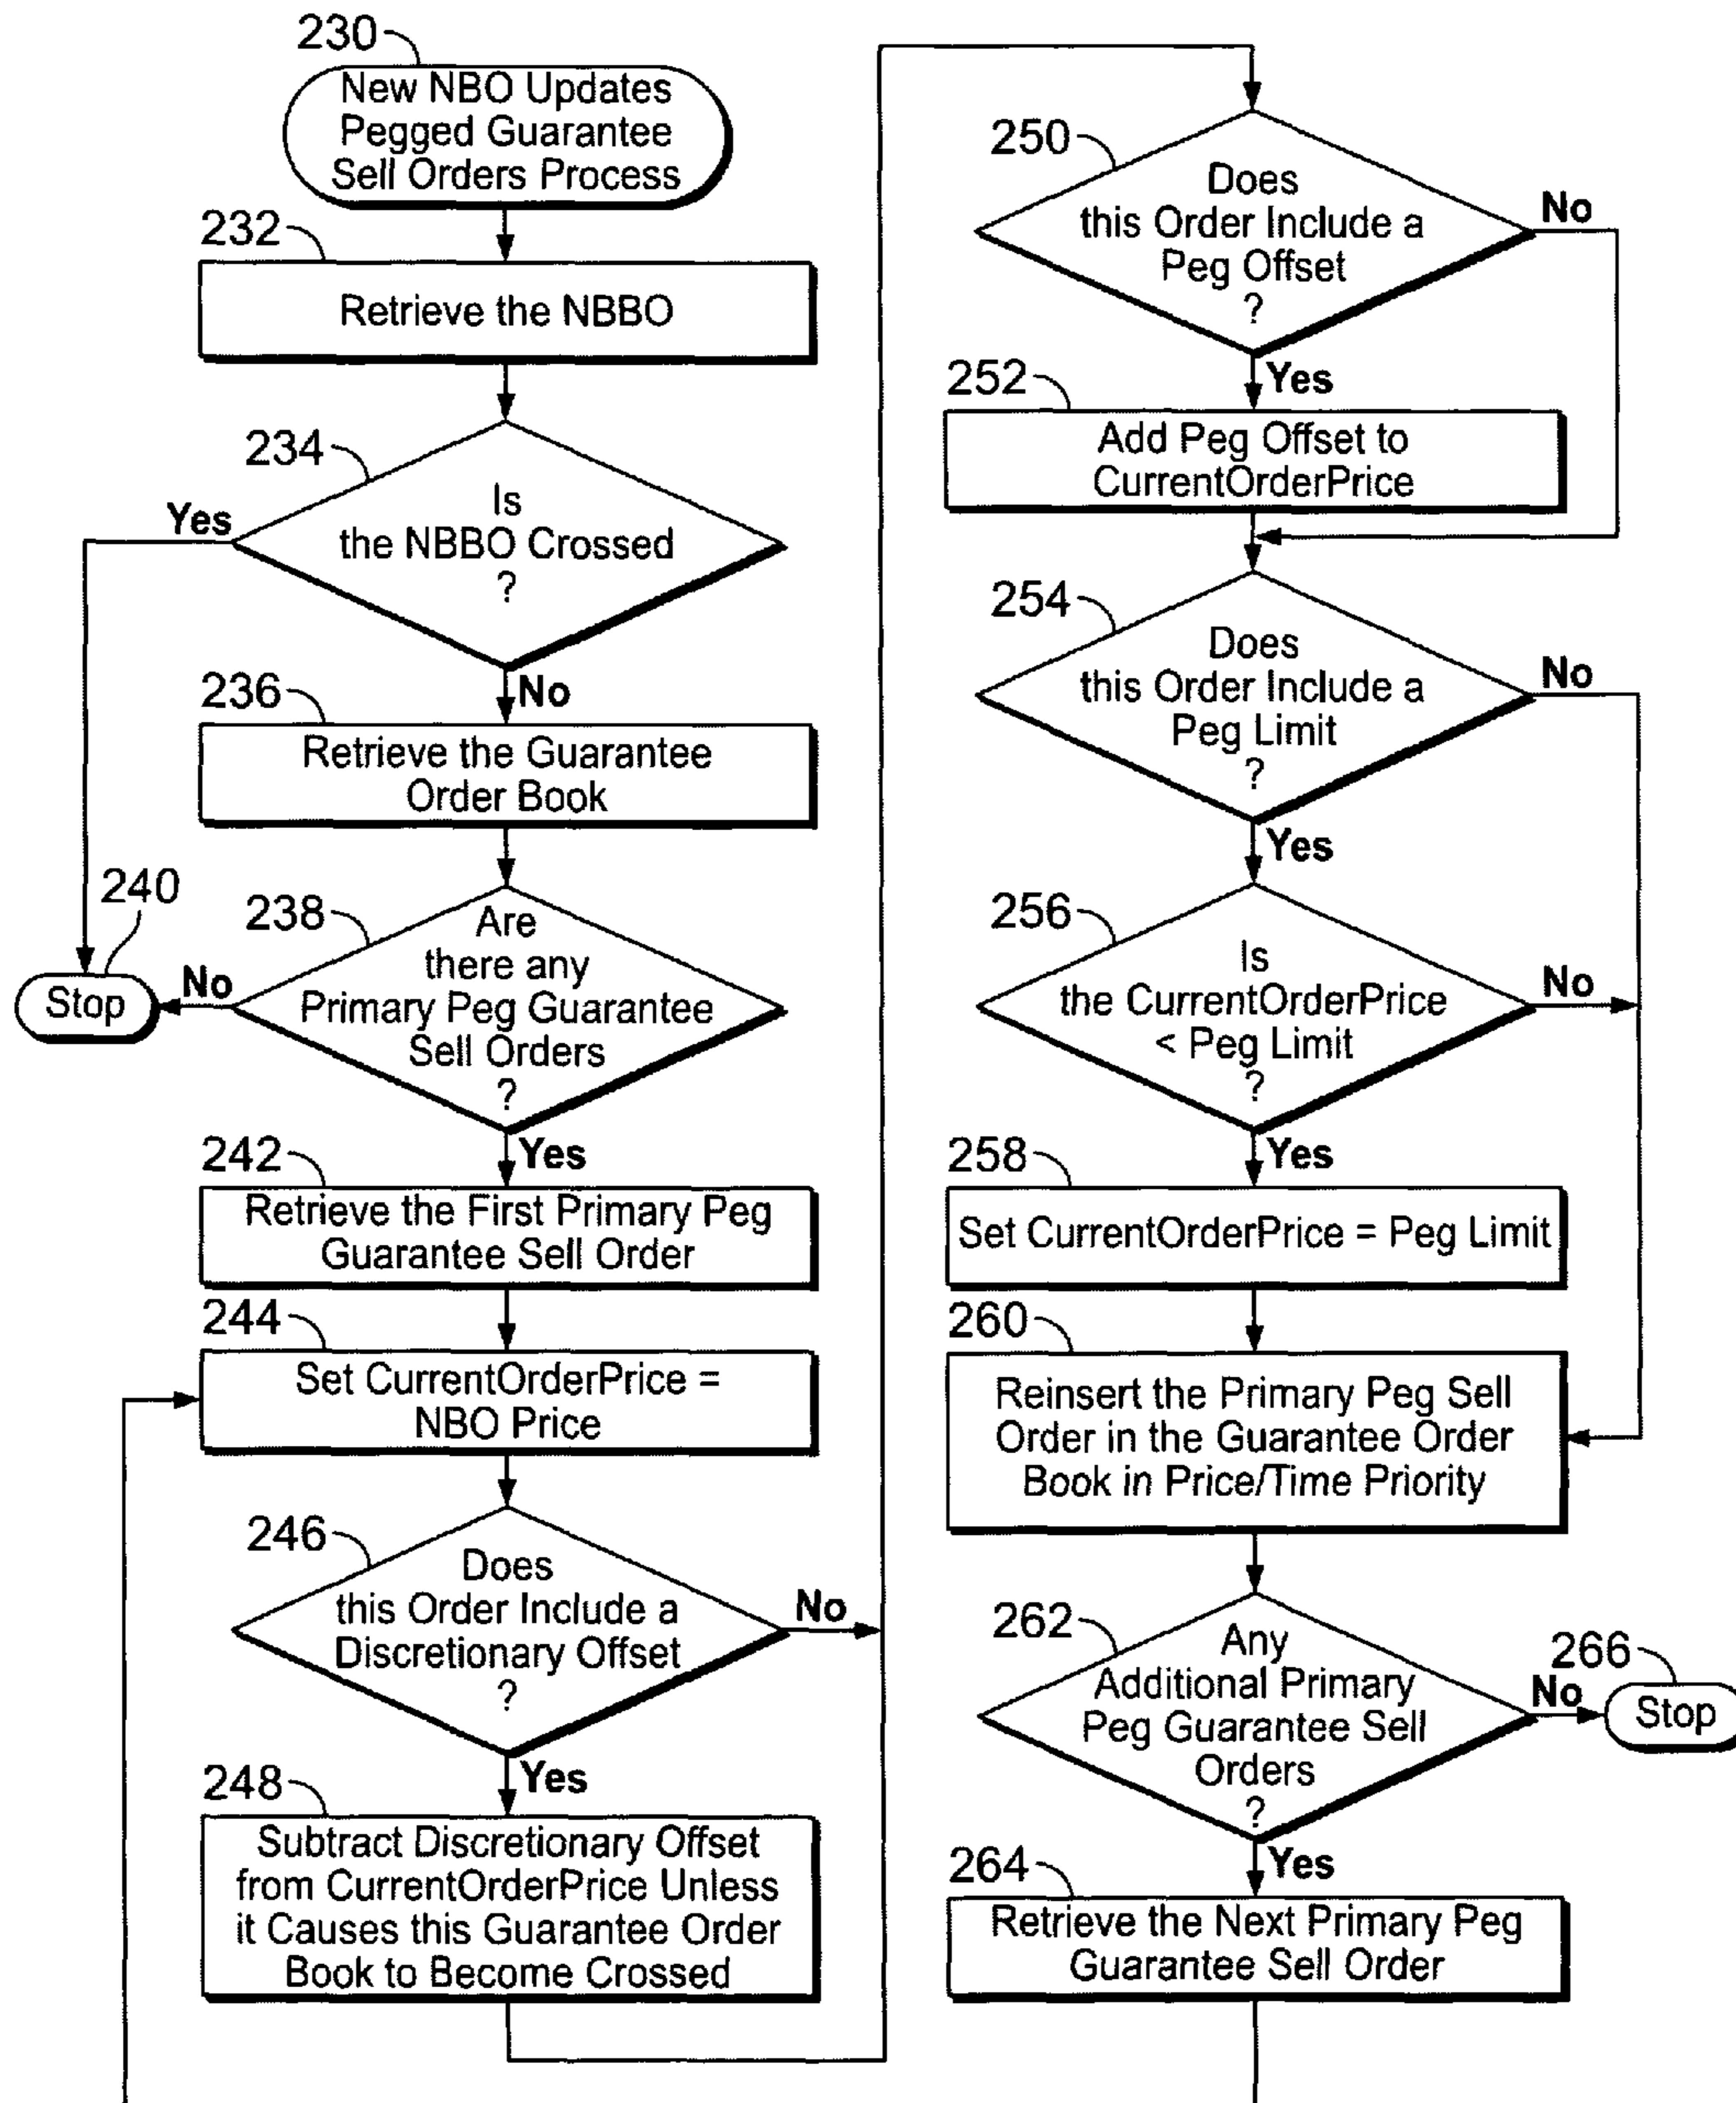 230
New NBO Updates
Pegged Guarantee
Sell Orders Process
232
Retrieve the NBBO
234
Is
the NBBO Crossed
?
Yes
No
236
Retrieve the Guarantee
Order Book
240
Stop
238
Are
there any
Primary Peg Guarantee
Sell Orders
?
No
Yes
242
Retrieve the First Primary Peg
Guarantee Sell Order
244
Set CurrentOrderPrice =
NBO Price
246
Does
this Order Include a
Discretionary Offset
?
No
Yes
248
Subtract Discretionary Offset
from CurrentOrderPrice Unless
it Causes this Guarantee Order
Book to Become Crossed
250
Does
this Order Include a
Peg Offset
?
No
Yes
252
Add Peg Offset to
CurrentOrderPrice
254
Does
this Order Include a
Peg Limit
?
No
Yes
256
Is
the CurrentOrderPrice
< Peg Limit
?
No
Yes
258
Set CurrentOrderPrice = Peg Limit
260
Reinsert the Primary Peg Sell
Order in the Guarantee Order
Book in Price/Time Priority
262
Any
Additional Primary
Peg Guarantee Sell
Orders
?
No
266
Stop
Yes
264
Retrieve the Next Primary Peg
Guarantee Sell Order